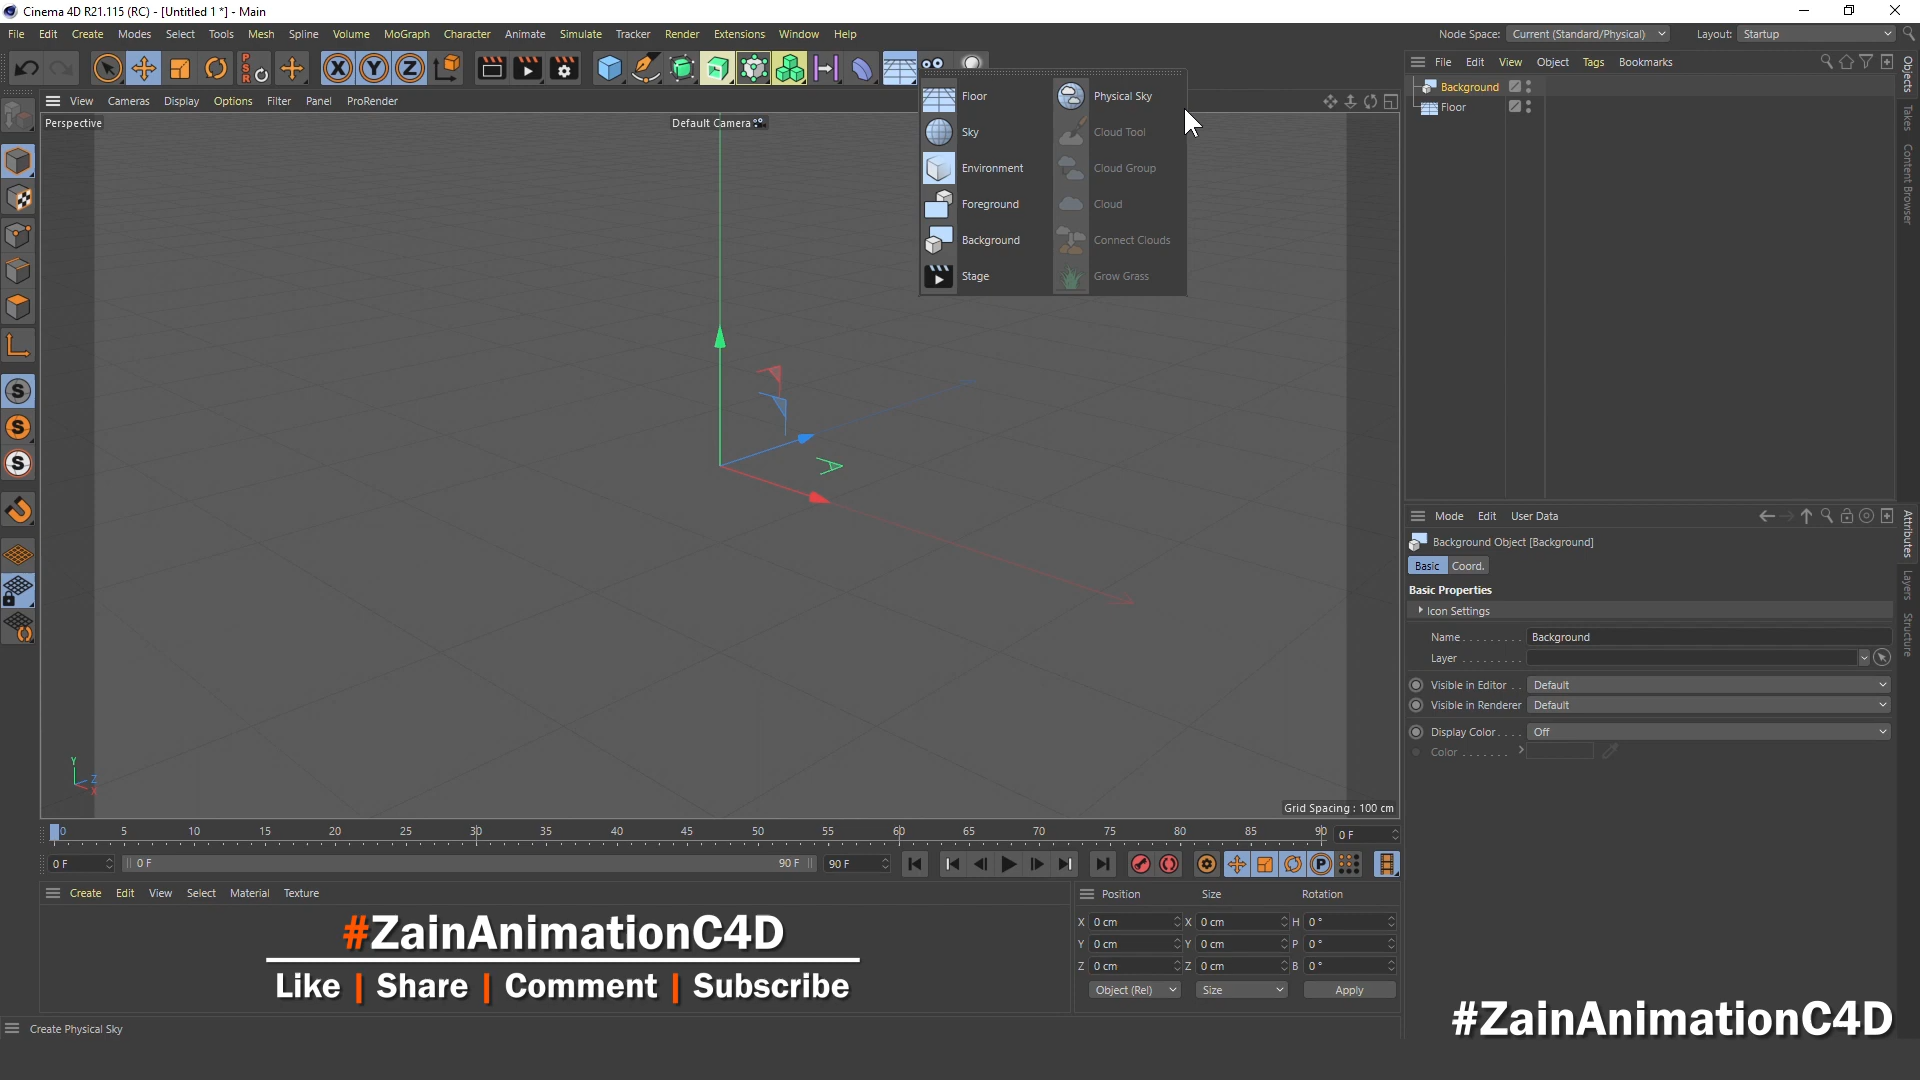 Cinema 4D R21.115 (RC) - [Untitled 1 *] - Main
File Edit Create Modes Select Tools Mesh Spline Volume MoGraph Character Animate Simulate Tracker Render Extensions Window Help
Node Space: Current (Standard/Physical) Layout: Startup
PSR
X Y Z
File Edit View Object Tags Bookmarks
View Cameras Display Options Filter Panel ProRender
Perspective
Default Camera
Floor Physical Sky
Sky Cloud Tool
Environment Cloud Group
Foreground Cloud
Background Connect Clouds
Stage Grow Grass
Background
Floor
Objects
Takes
Content Browser
Mode Edit User Data
Background Object [Background]
Basic Coord.
Basic Properties
Icon Settings
Name . . . . . . . . . Background
Layer . . . . . . . . .
Visible in Editor . . Default
Visible in Renderer Default
Display Color. . . . Off
Color . . . . . . .
Attributes
Layers
Structure
Y
Z
X
Grid Spacing : 100 cm
0 5 10 15 20 25 30 35 40 45 50 55 60 65 70 75 80 85 90 0 F
0 F 0 F 90 F 90 F
Create Edit View Select Material Texture
Position Size Rotation
X 0 cm X 0 cm H 0 °
Y 0 cm Y 0 cm P 0 °
Z 0 cm Z 0 cm B 0 °
Object (Rel) Size Apply
#ZainAnimationC4D
Like | Share | Comment | Subscribe
#ZainAnimationC4D
Create Physical Sky